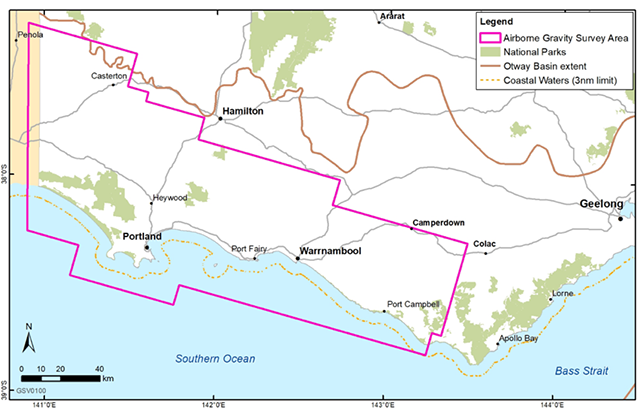 Ararat
Legend
Airborne Gravity Survey Area
National Parks
Otway Basin extent
Coastal Waters (3nm limit)
Penola
Casterton
Hamilton
38°0'S
Heywood
Geelong
Portland
Port Fairy
Warrnambool
Camperdown
Colac
Port Campbell
Lorne
N
Apollo Bay
Southern Ocean
Bass Strait
0 10 20 40
km
GSV0100
39°0'S
141°0'E 142°0'E 143°0'E 144°0'E